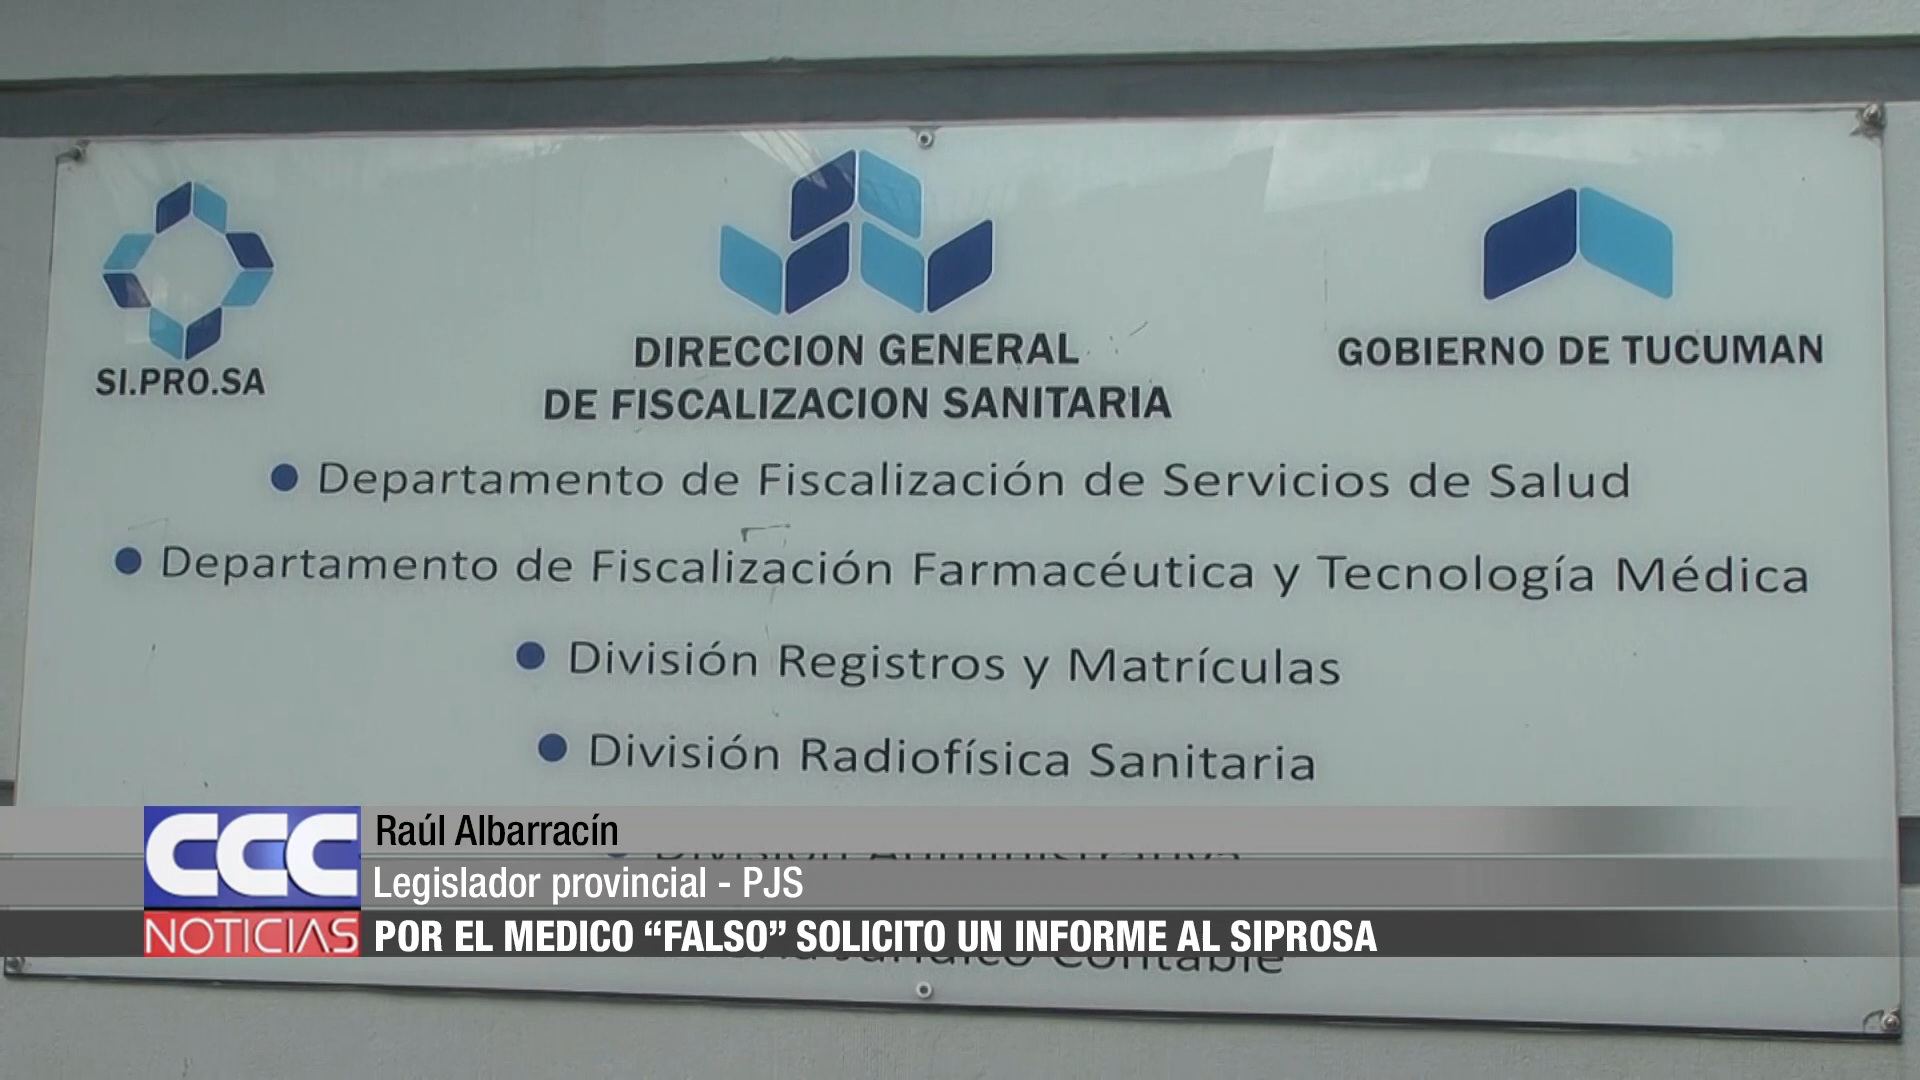 SI.PRO.SA
DIRECCION GENERAL
DE FISCALIZACION SANITARIA
GOBIERNO DE TUCUMAN
• Departamento de Fiscalización de Servicios de Salud
• Departamento de Fiscalización Farmacéutica y Tecnología Médica
• División Registros y Matrículas
• División Radiofísica Sanitaria
CCC
NOTICIAS
Raúl Albarracín
Legislador provincial - PJS
POR EL MEDICO “FALSO” SOLICITO UN INFORME AL SIPROSA